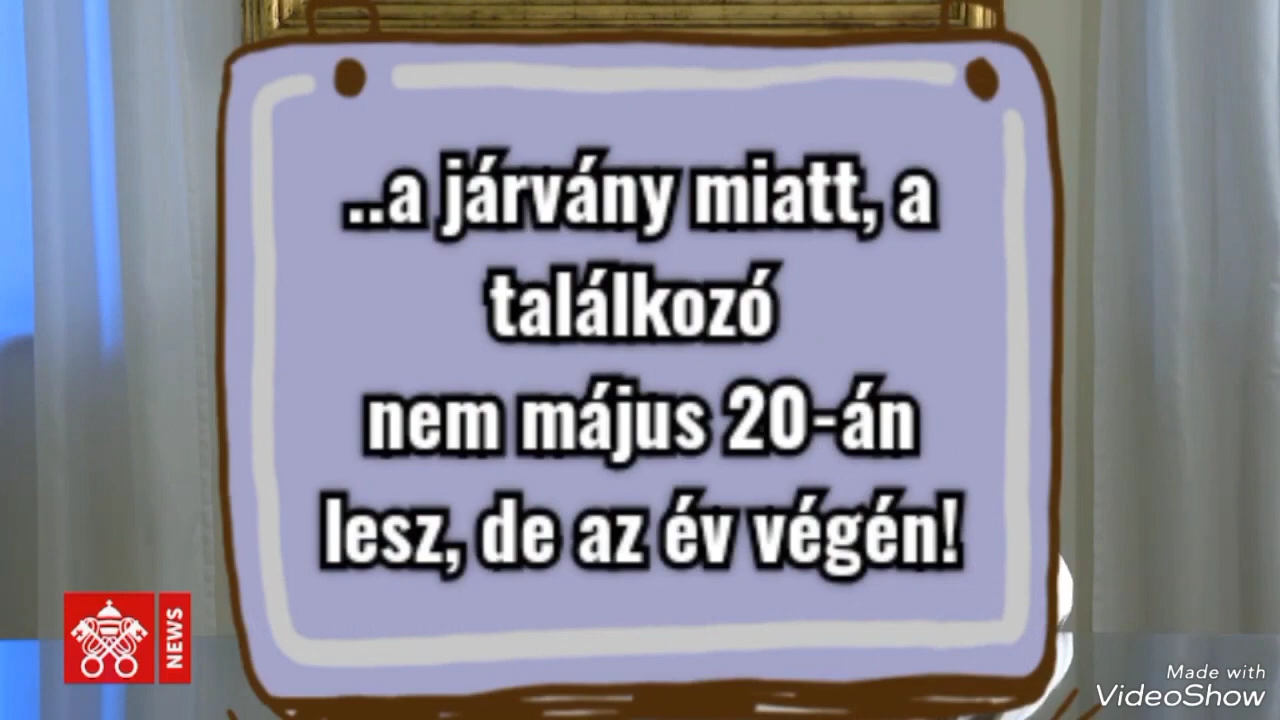 ..a járvány miatt, a
találkozó
nem május 20-án
lesz, de az év végén!
NEWS
Made with
VideoShow